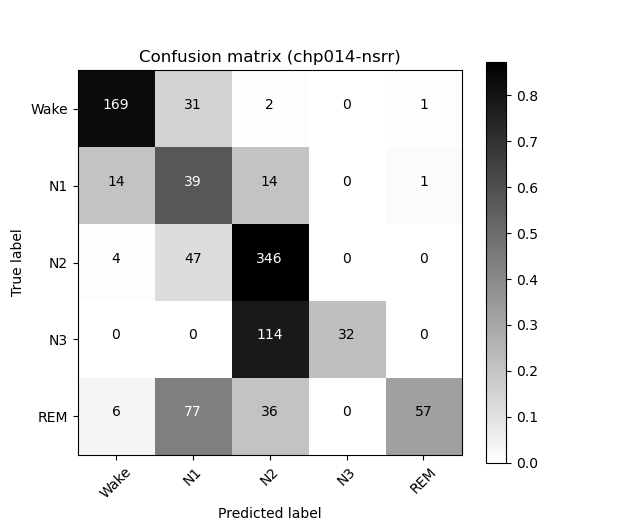 Confusion matrix (chp014-nsrr)
True label
Wake 169 31 2 0 1
N1 14 39 14 0 1
N2 4 47 346 0 0
N3 0 0 114 32 0
REM 6 77 36 0 57
Wake N1 N2 N3 REM
Predicted label
0.8
0.7
0.6
0.5
0.4
0.3
0.2
0.1
0.0